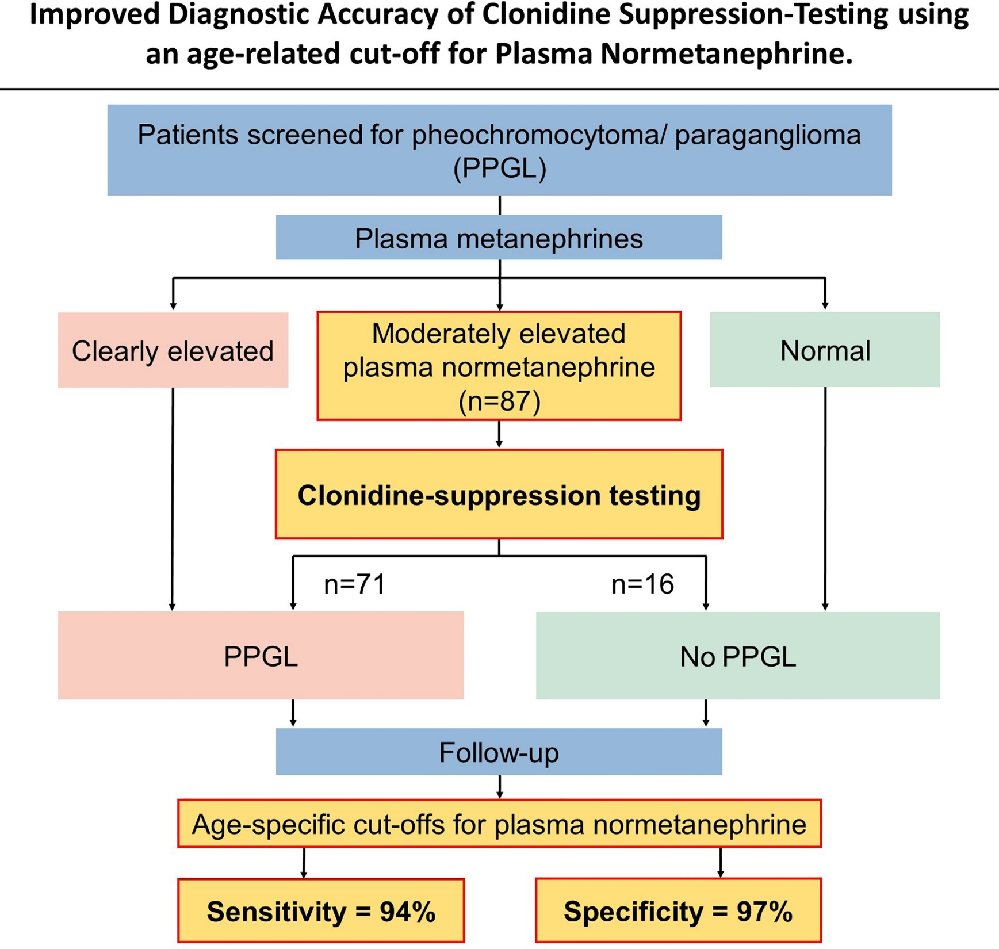 Improved Diagnostic Accuracy of Clonidine Suppression-Testing using
an age-related cut-off for Plasma Normetanephrine.
Patients screened for pheochromocytoma/ paraganglioma
(PPGL)
Plasma metanephrines
Clearly elevated
Moderately elevated
plasma normetanephrine
(n=87)
Normal
Clonidine-suppression testing
n=71
n=16
PPGL
No PPGL
Follow-up
Age-specific cut-offs for plasma normetanephrine
Sensitivity = 94%
Specificity = 97%